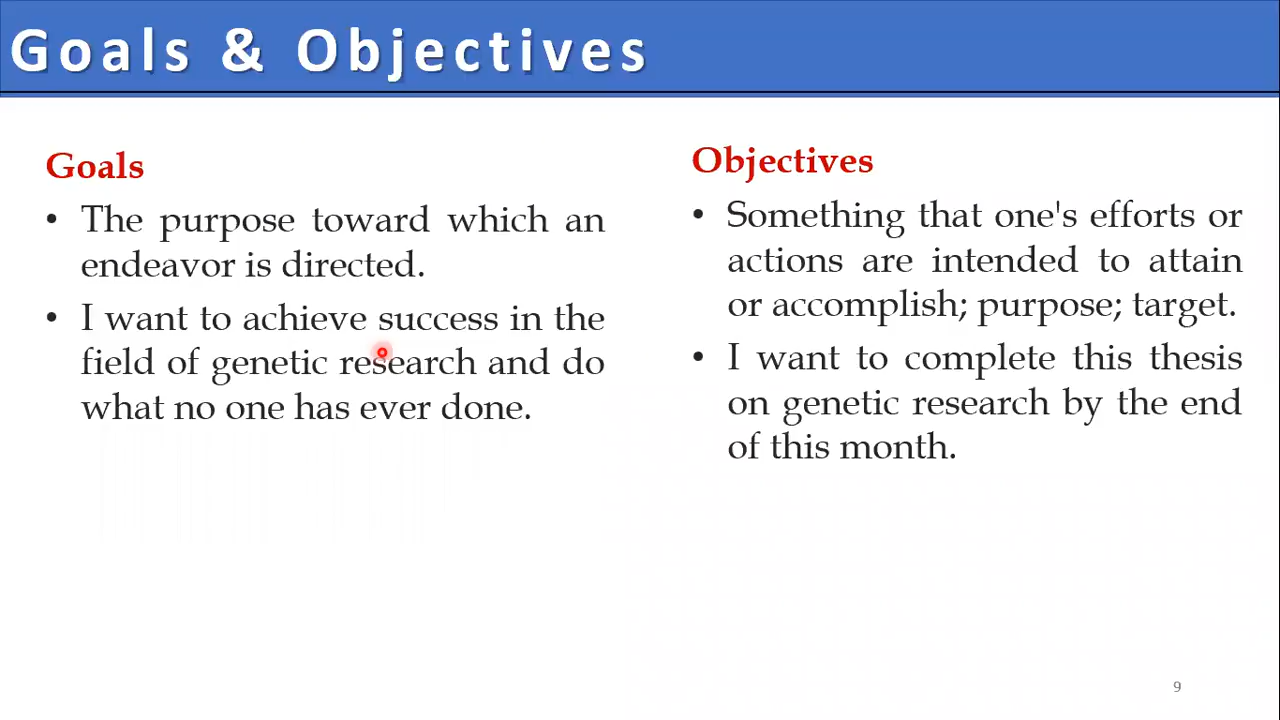 Goals & Objectives
Goals
• The purpose toward which an
endeavor is directed.
• I want to achieve success in the
field of genetic research and do
what no one has ever done.
Objectives
• Something that one's efforts or
actions are intended to attain
or accomplish; purpose; target.
• I want to complete this thesis
on genetic research by the end
of this month.
9